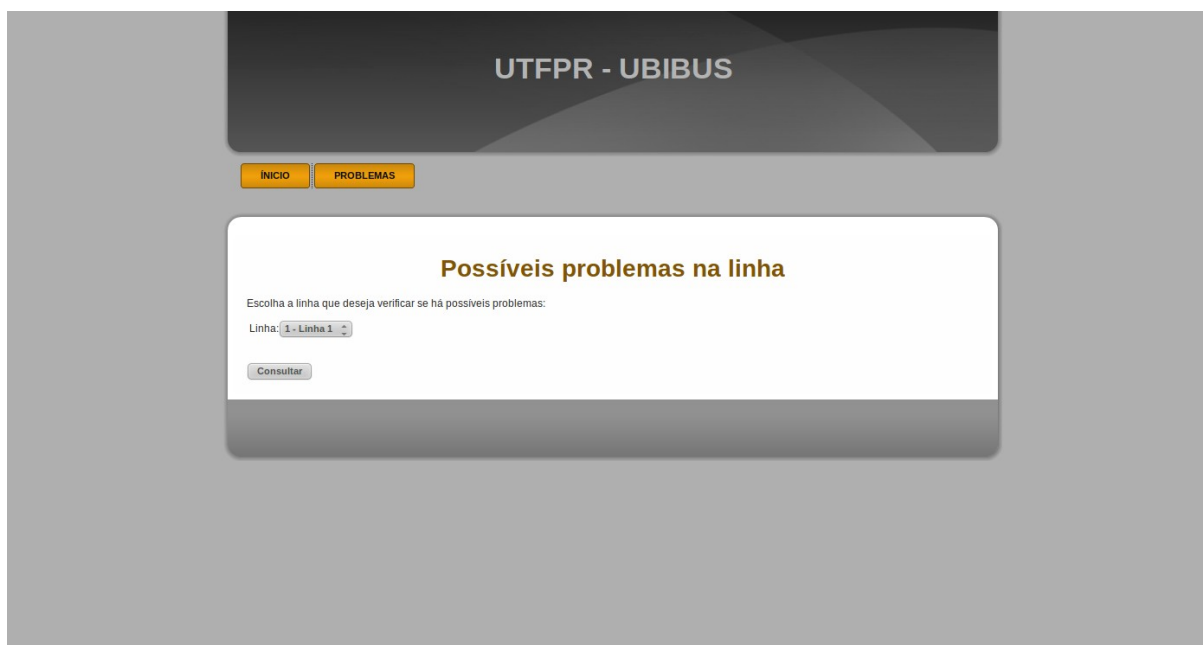 UTFPR - UBIBUS
ÍNICIO PROBLEMAS
Possíveis problemas na linha
Escolha a linha que deseja verificar se há possíveis problemas:
Linha: 1 - Linha 1
Consultar